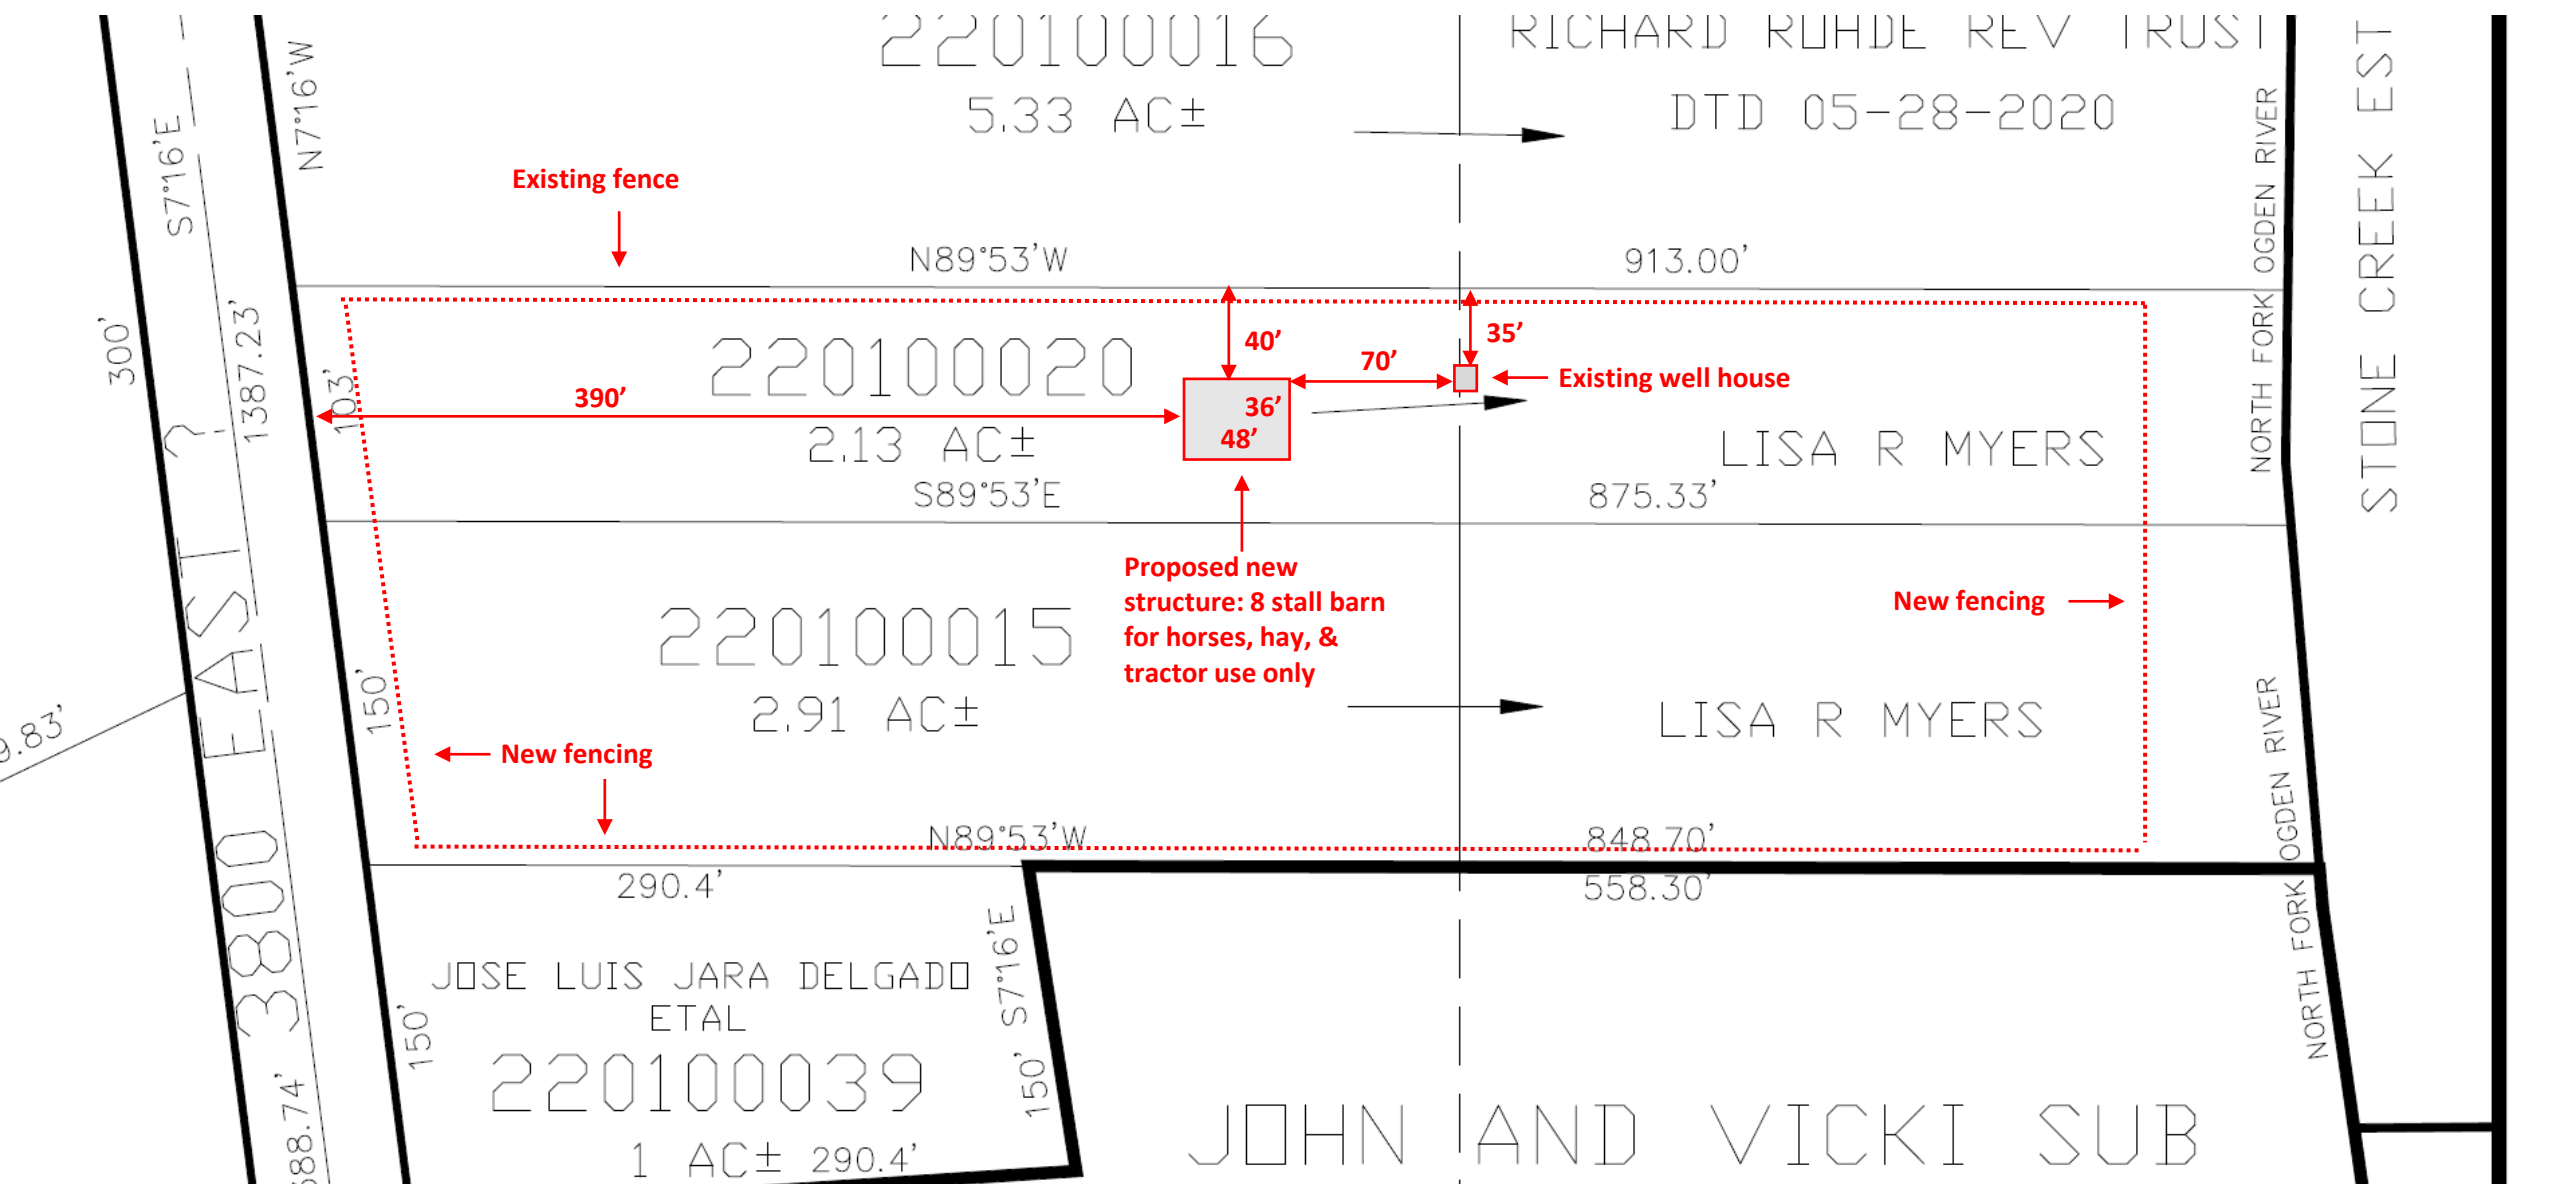 220100016
5.33 AC±
RICHARD ROHDE REV TRUST
DTD 05-28-2020
N7°16'W
S7°16'E
300'
1387.23'
103'
Existing fence
N89°53'W
913.00'
NORTH FORK OGDEN RIVER
STONE CREEK EST
220100020
2.13 AC±
390'
40'
35'
70'
36'
48'
Existing well house
LISA R MYERS
S89°53'E
875.33'
Proposed new
structure: 8 stall barn
for horses, hay, &
tractor use only
220100015
2.91 AC±
150'
New fencing
LISA R MYERS
New fencing
3800 EAST ?
9.83'
N89°53'W
848.70'
290.4'
558.30'
NORTH FORK OGDEN RIVER
JOSE LUIS JARA DELGADO
ETAL
220100039
1 AC± 290.4'
150'
S7°16'E
150'
88.74'
JOHN AND VICKI SUB